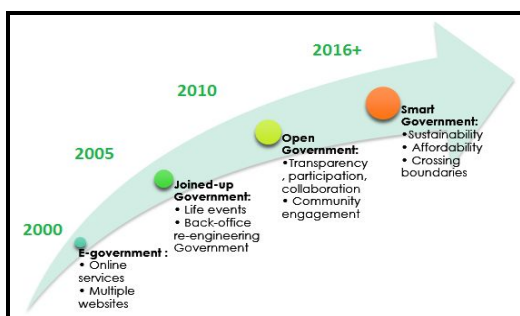 2000
E-government :
• Online
services
• Multiple
websites
2005
Joined-up
Government:
• Life events
• Back-office
re-engineering
Government
2010
Open
Government:
•Transparency
, participation,
collaboration
• Community
engagement
2016+
Smart
Government:
•Sustainability
• Affordability
• Crossing
boundaries